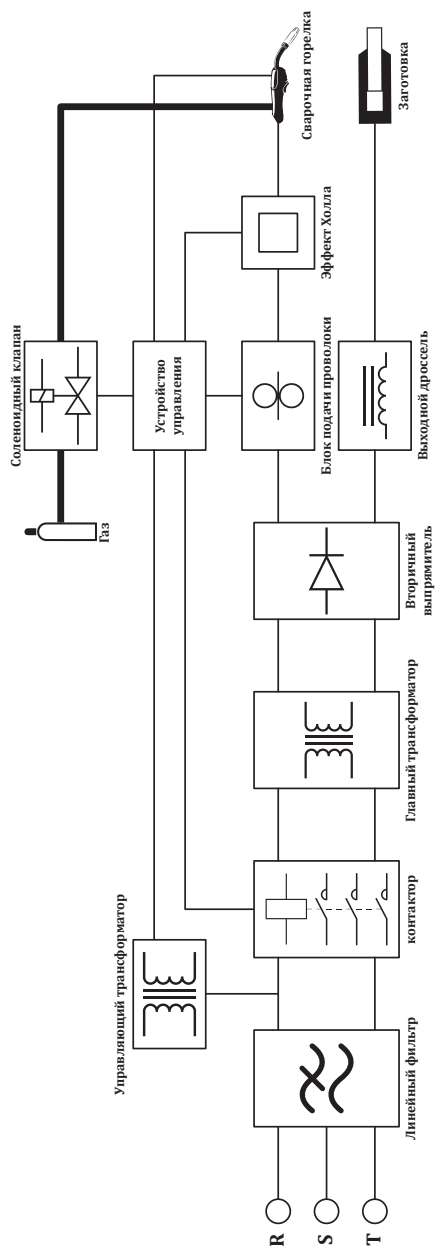 Сварочная горелка
Заготовка
Эффект Холла
Соленоидный клапан
Устройство
управления
Блок подачи проволоки
Выходной дроссель
Газ
Вторичный
выпрямитель
Главный трансформатор
Управляющий трансформатор
контактор
Линейный фильтр
R
S
T